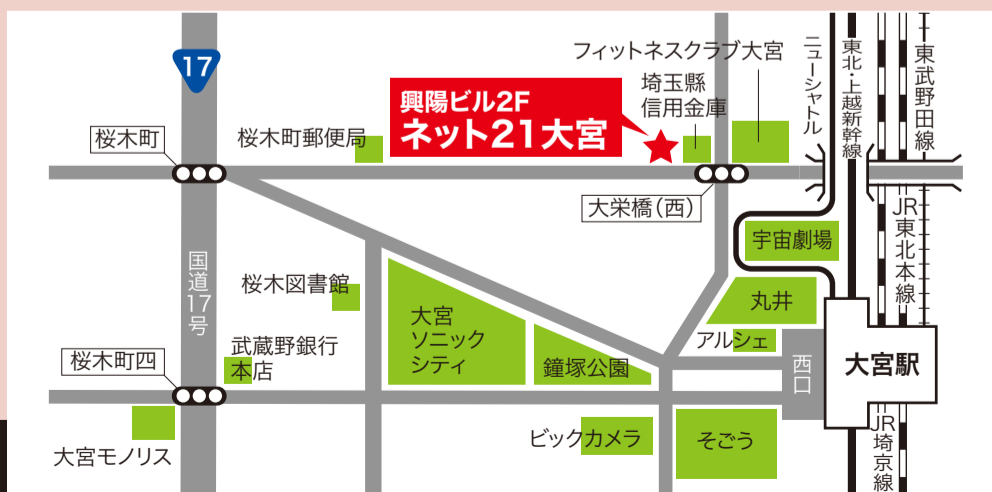 17
フィットネスクラブ大宮
ニューシャトル
東北・上越新幹線
東武野田線
興陽ビル2F
ネット21大宮
埼玉縣
信用金庫
桜木町
桜木町郵便局
大栄橋(西)
JR東北本線
宇宙劇場
国道17号
桜木図書館
大宮
ソニック
シティ
丸井
アルシェ
桜木町四
武蔵野銀行
本店
鐘塚公園
西口
大宮駅
大宮モノリス
ビックカメラ
そごう
JR埼京線